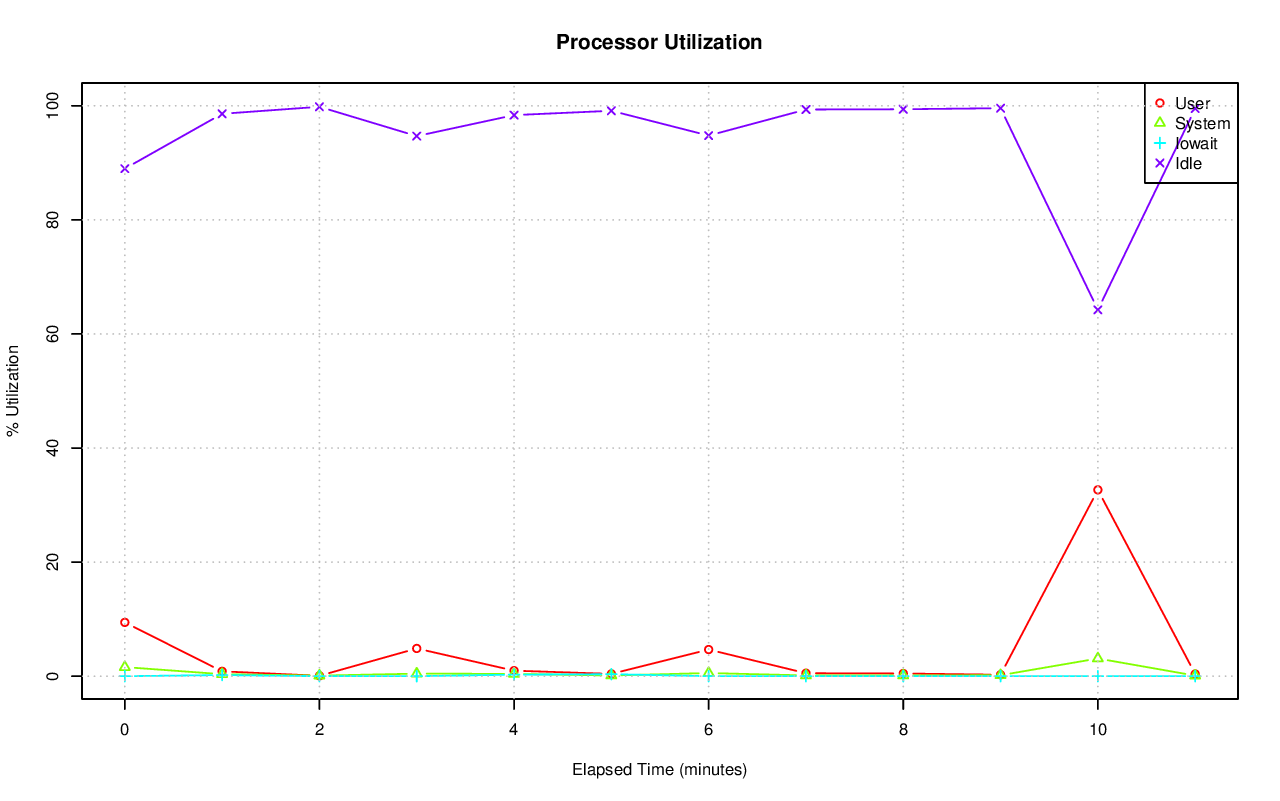 Processor Utilization
% Utilization
100
80
60
40
20
0
User
System
Iowait
Idle
0 2 4 6 8 10
Elapsed Time (minutes)